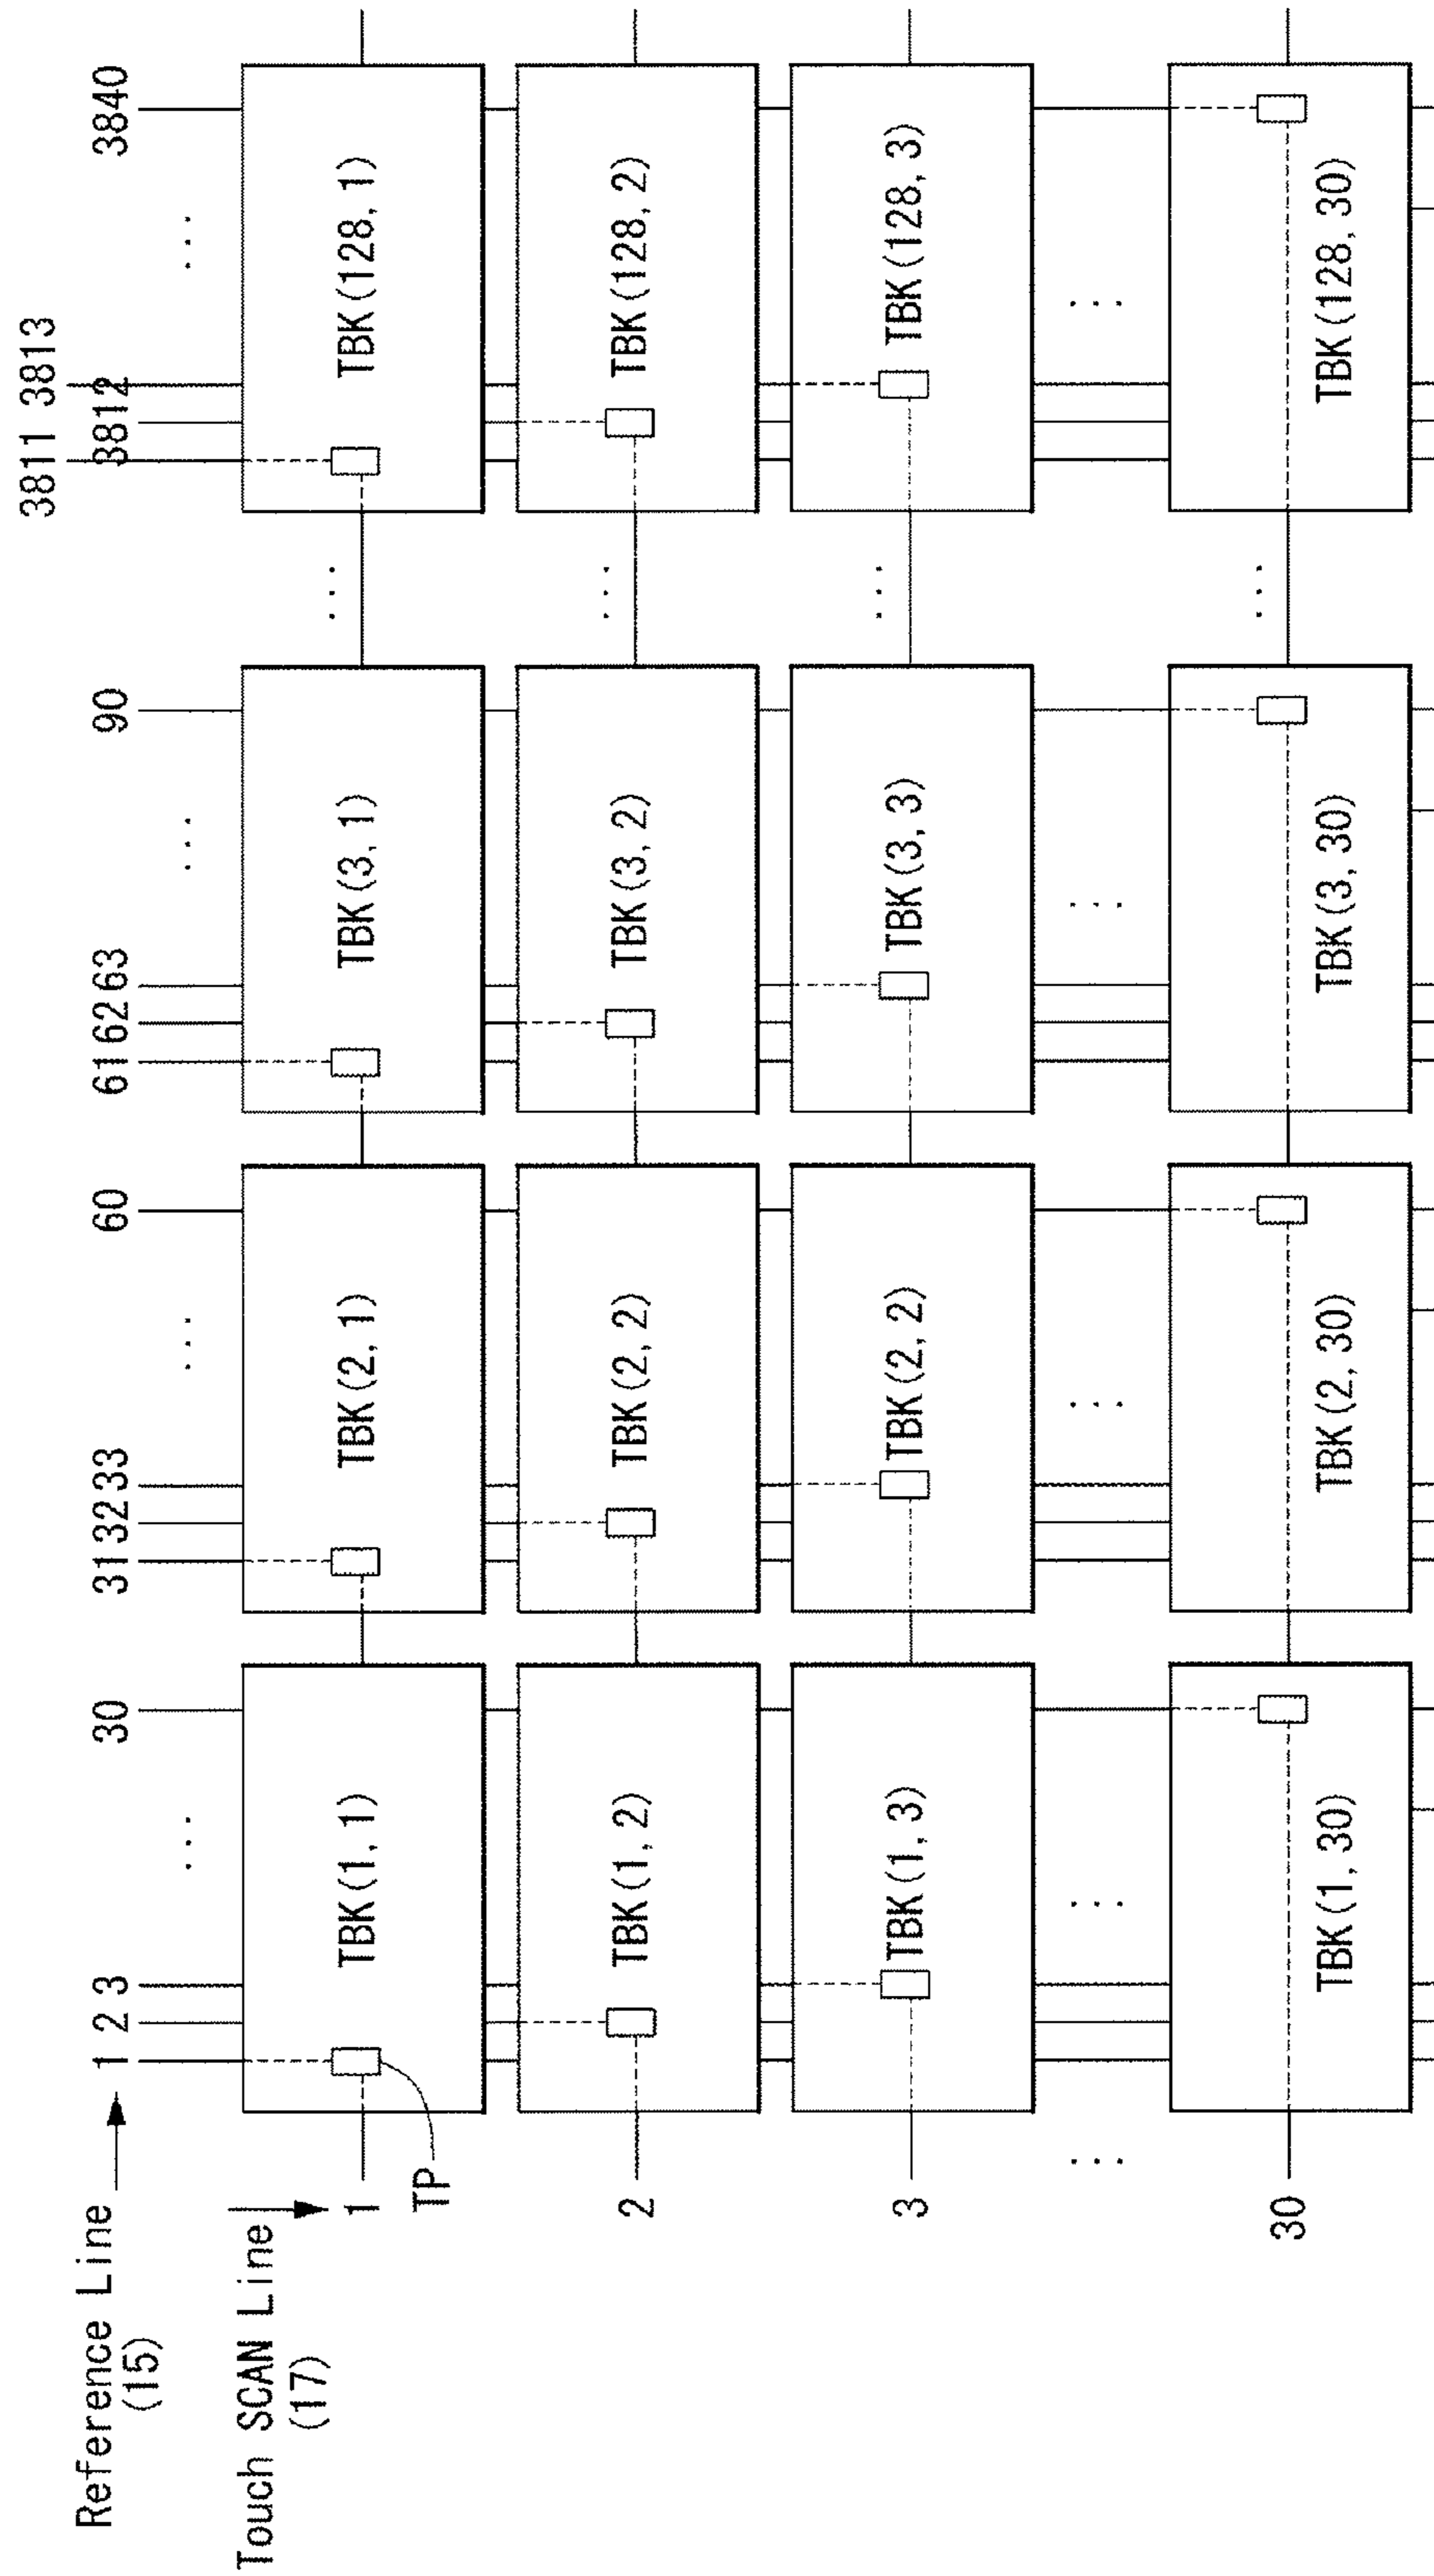 Reference Line
(15)
1 2 3 ... 30
31 32 33 ... 60
61 62 63 ... 90
3811 3812 3813 ... 3840
Touch SCAN Line
(17)
1
TP
TBK(1, 1)
TBK(2, 1)
TBK(3, 1)
...
TBK(128, 1)
2
TBK(1, 2)
TBK(2, 2)
TBK(3, 2)
...
TBK(128, 2)
3
TBK(1, 3)
TBK(2, 2)
TBK(3, 3)
...
TBK(128, 3)
...
...
...
...
...
30
TBK(1, 30)
TBK(2, 30)
TBK(3, 30)
...
TBK(128, 30)